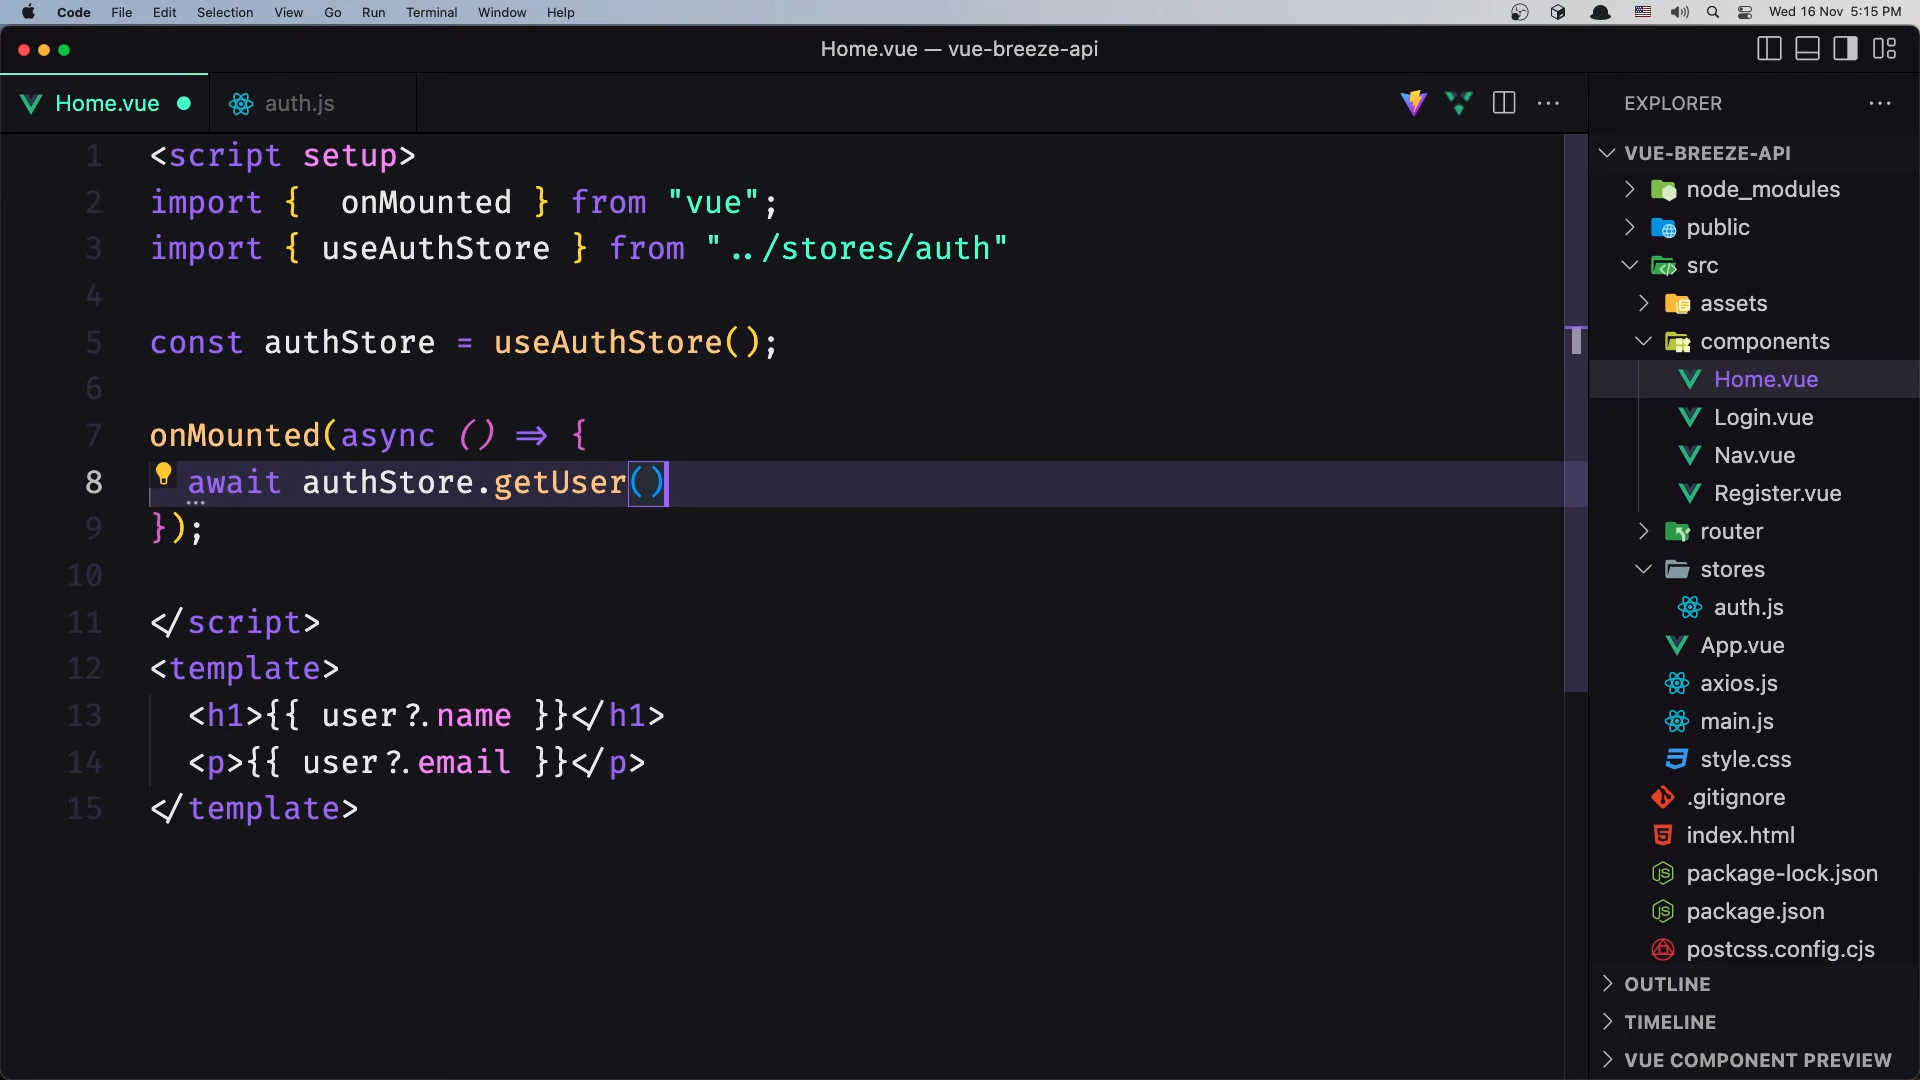 Code File Edit Selection View Go Run Terminal Window Help Wed 16 Nov 5:15 PM
Home.vue — vue-breeze-api
Home.vue auth.js
EXPLORER
1 <script setup>
2 import {  onMounted } from "vue";
3 import { useAuthStore } from "../stores/auth"
4
5 const authStore = useAuthStore();
6
7 onMounted(async () => {
8   await authStore.getUser()
9 });
10
11 </script>
12 <template>
13   <h1>{{ user?.name }}</h1>
14   <p>{{ user?.email }}</p>
15 </template>
VUE-BREEZE-API
node_modules
public
src
assets
components
Home.vue
Login.vue
Nav.vue
Register.vue
router
stores
auth.js
App.vue
axios.js
main.js
style.css
.gitignore
index.html
package-lock.json
package.json
postcss.config.cjs
OUTLINE
TIMELINE
VUE COMPONENT PREVIEW